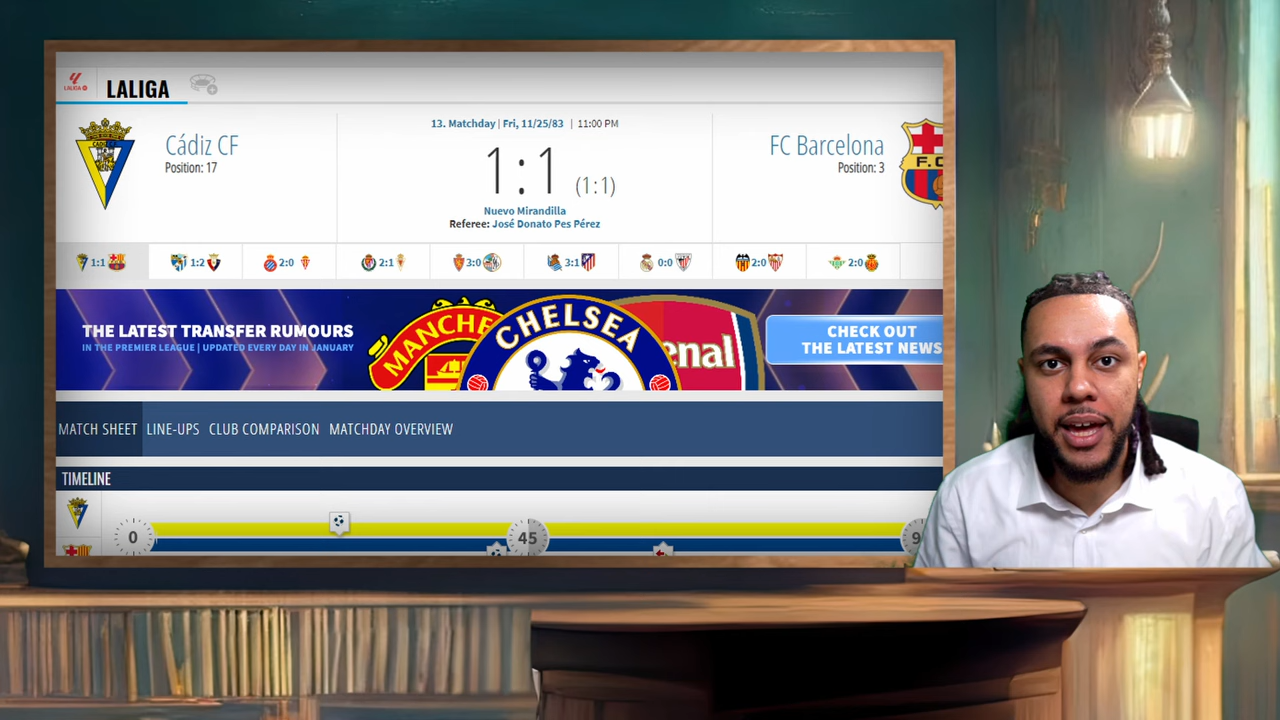 LALIGA
LALIGA
Cádiz CF
Position: 17
13. Matchday | Fri, 11/25/83 | 11:00 PM
1:1 (1:1)
Nuevo Mirandilla
Referee: José Donato Pes Pérez
FC Barcelona
Position: 3
F.C
1:1 1:2 2:0 2:1 3:0 3:1 0:0 2:0 2:0
THE LATEST TRANSFER RUMOURS
IN THE PREMIER LEAGUE | UPDATED EVERY DAY IN JANUARY
MANCHE
CHELSEA
enal
CHECK OUT
THE LATEST NEWS
MATCH SHEET LINE-UPS CLUB COMPARISON MATCHDAY OVERVIEW
TIMELINE
0 45 9